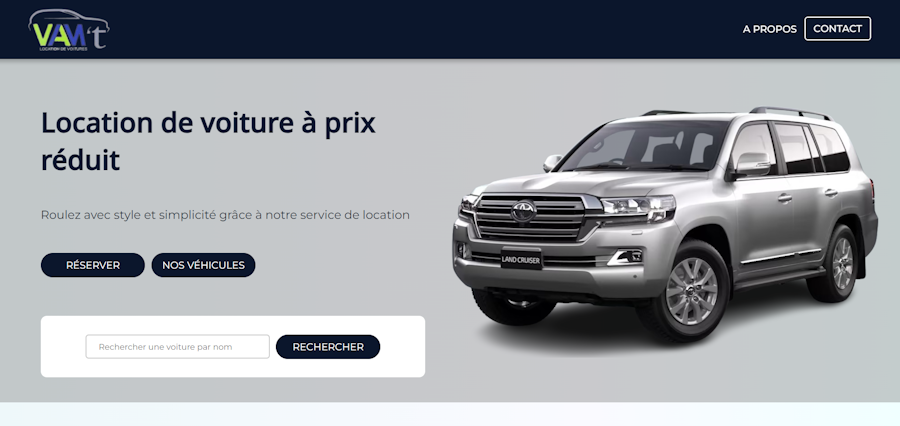 VAM't
LOCATION DE VOITURES
A PROPOS
CONTACT
Location de voiture à prix
réduit
Roulez avec style et simplicité grâce à notre service de location
RÉSERVER
NOS VÉHICULES
Rechercher une voiture par nom
RECHERCHER
LAND CRUISER